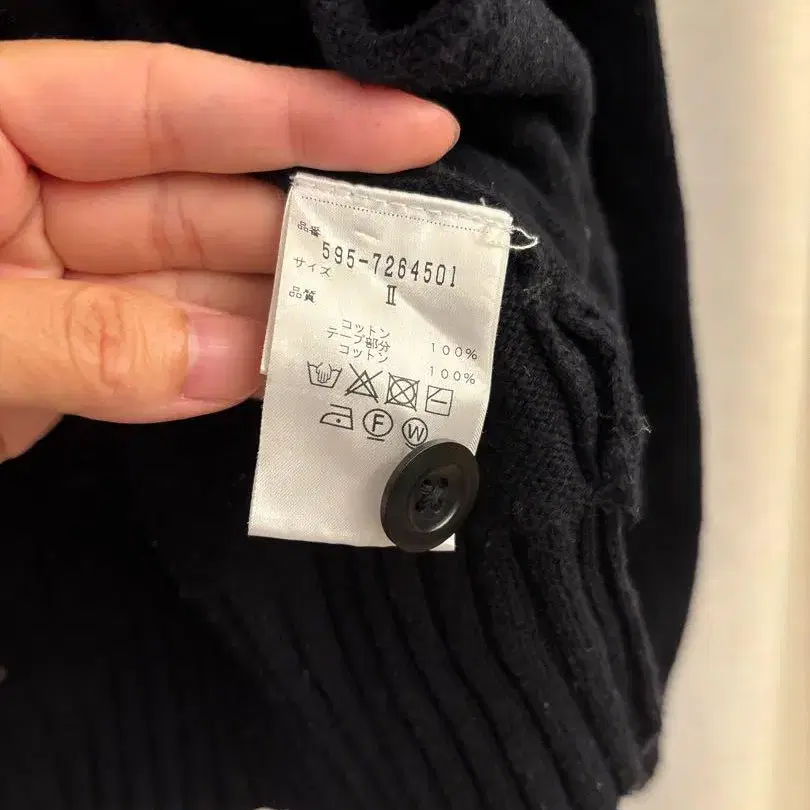 品番 595-7264501
サイズ II
品質
コットン 100%
テープ部分
コットン 100%
F W